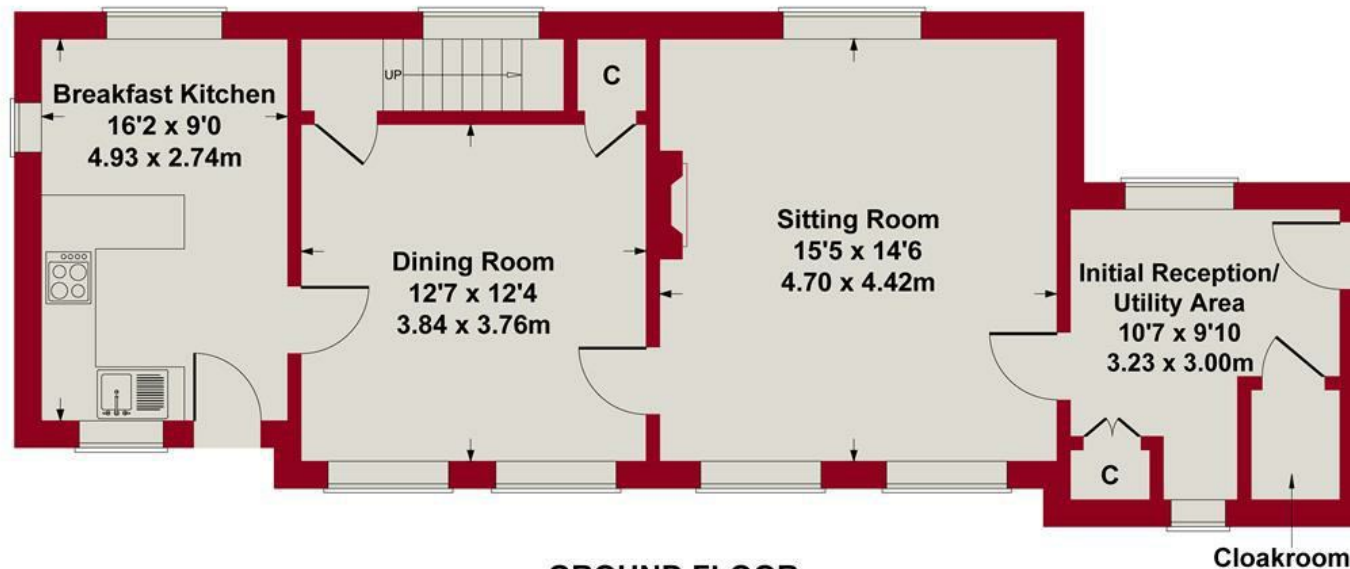 Breakfast Kitchen
16'2 x 9'0
4.93 x 2.74m
UP
C
Dining Room
12'7 x 12'4
3.84 x 3.76m
Sitting Room
15'5 x 14'6
4.70 x 4.42m
Initial Reception/
Utility Area
10'7 x 9'10
3.23 x 3.00m
C
Cloakroom
GROUND FLOOR